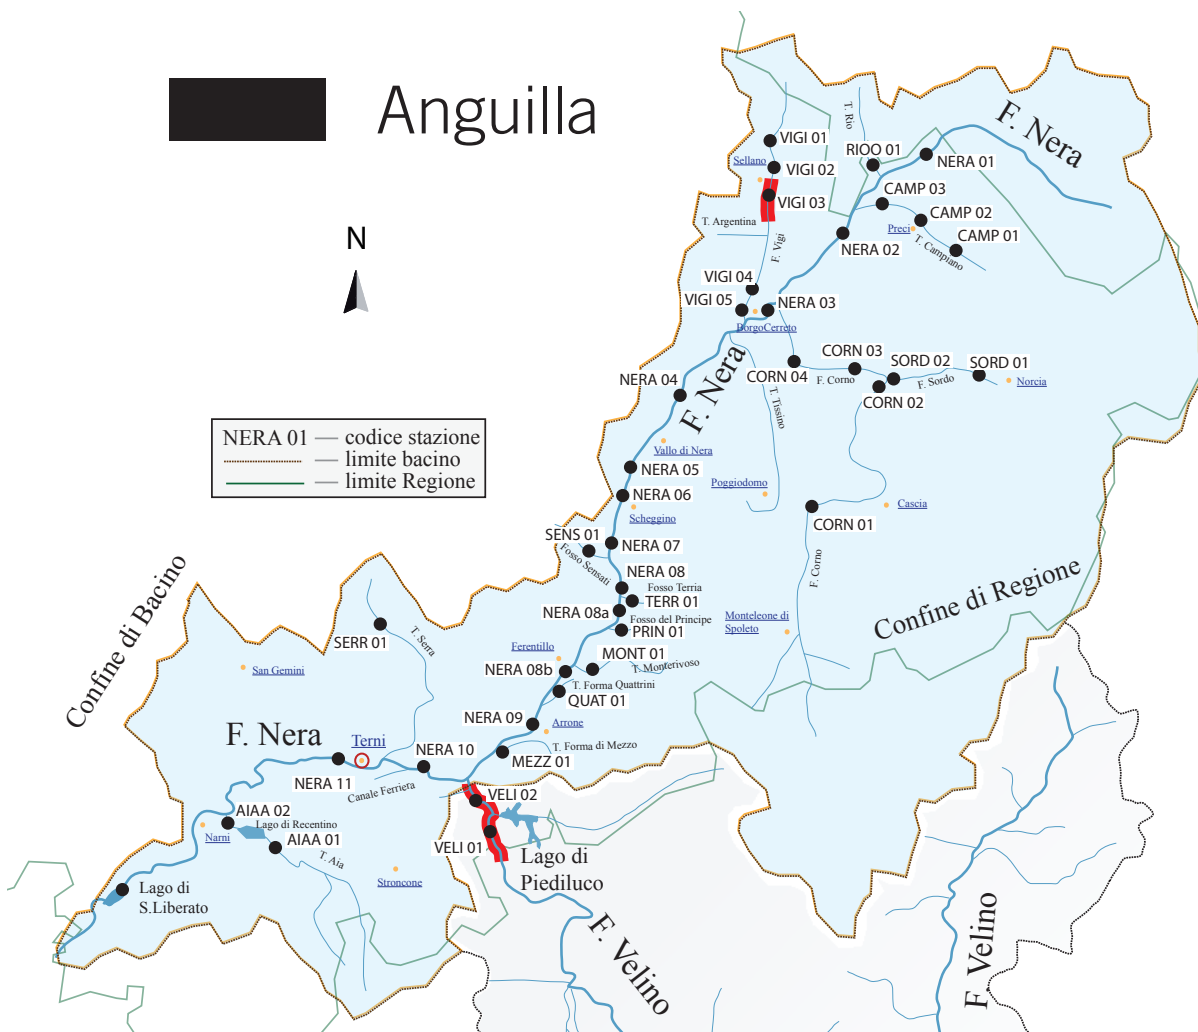 Anguilla
N
F. Nera
T. Rio
VIGI 01
RIOO 01
NERA 01
Sellano
VIGI 02
CAMP 03
VIGI 03
CAMP 02
T. Argentina
Preci
CAMP 01
F. Vigi
NERA 02
T. Campiano
VIGI 04
VIGI 05
NERA 03
BorgoCerreto
F. Nera
CORN 03
SORD 02
SORD 01
CORN 04
F. Corno
F. Sordo
Norcia
NERA 04
CORN 02
T. Tissino
NERA 01 codice stazione
limite bacino
limite Regione
Vallo di Nera
NERA 05
Poggiodomo
NERA 06
Scheggino
Cascia
CORN 01
SENS 01
NERA 07
Fosso Sensati
F. Corno
NERA 08
Fosso Terria
TERR 01
NERA 08a
Fosso del Principe
PRIN 01
Monteleone di
Spoleto
Confine di Regione
Confine di Bacino
SERR 01
T. Serra
Ferentillo
MONT 01
T. Monterivoso
San Gemini
NERA 08b
T. Forma Quattrini
QUAT 01
NERA 09
Arrone
F. Nera
Terni
NERA 10
T. Forma di Mezzo
MEZZ 01
NERA 11
Canale Ferriera
VELI 02
AIAA 02
Lago di Recentino
Narni
AIAA 01
VELI 01
T. Aia
Lago di
Piediluco
Stroncone
Lago di
S.Liberato
F. Velino
F. Velino